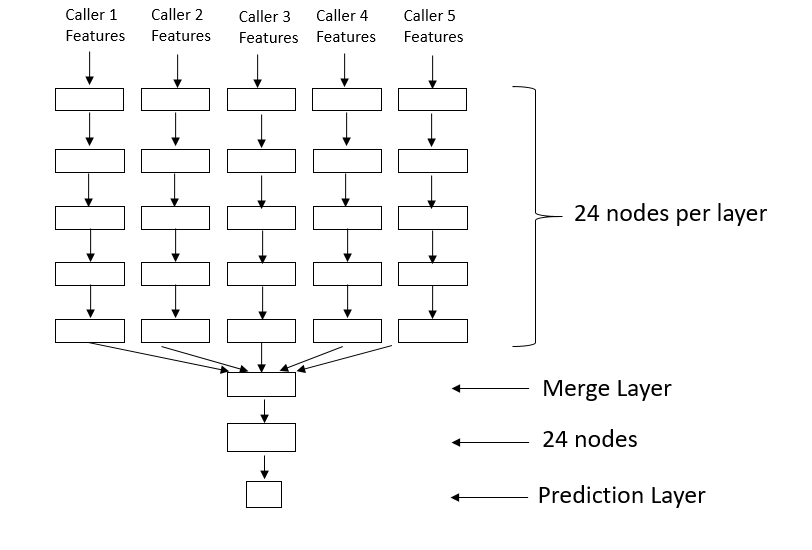 Caller 1
Features
Caller 2
Features
Caller 3
Features
Caller 4
Features
Caller 5
Features
24 nodes per layer
Merge Layer
24 nodes
Prediction Layer